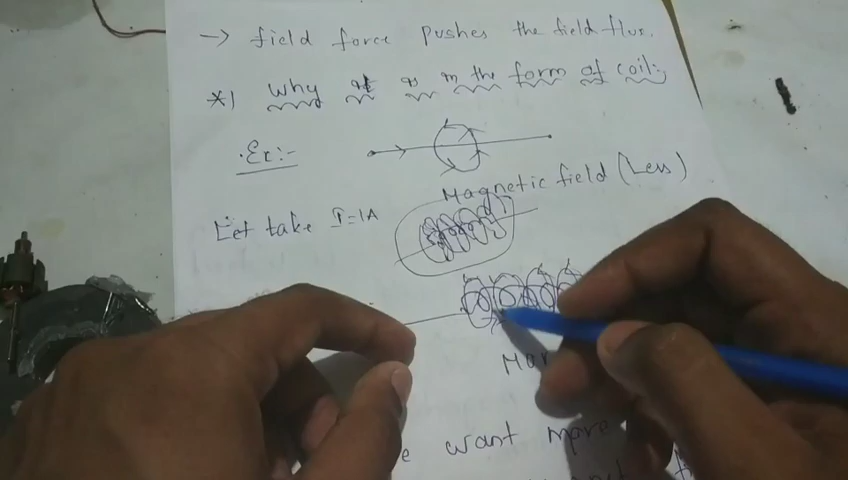 → field force pushes the field flux.
*) Why is in the form of coil:
·Ex:-
Magnetic field (Less)
Let take I=1A
want more